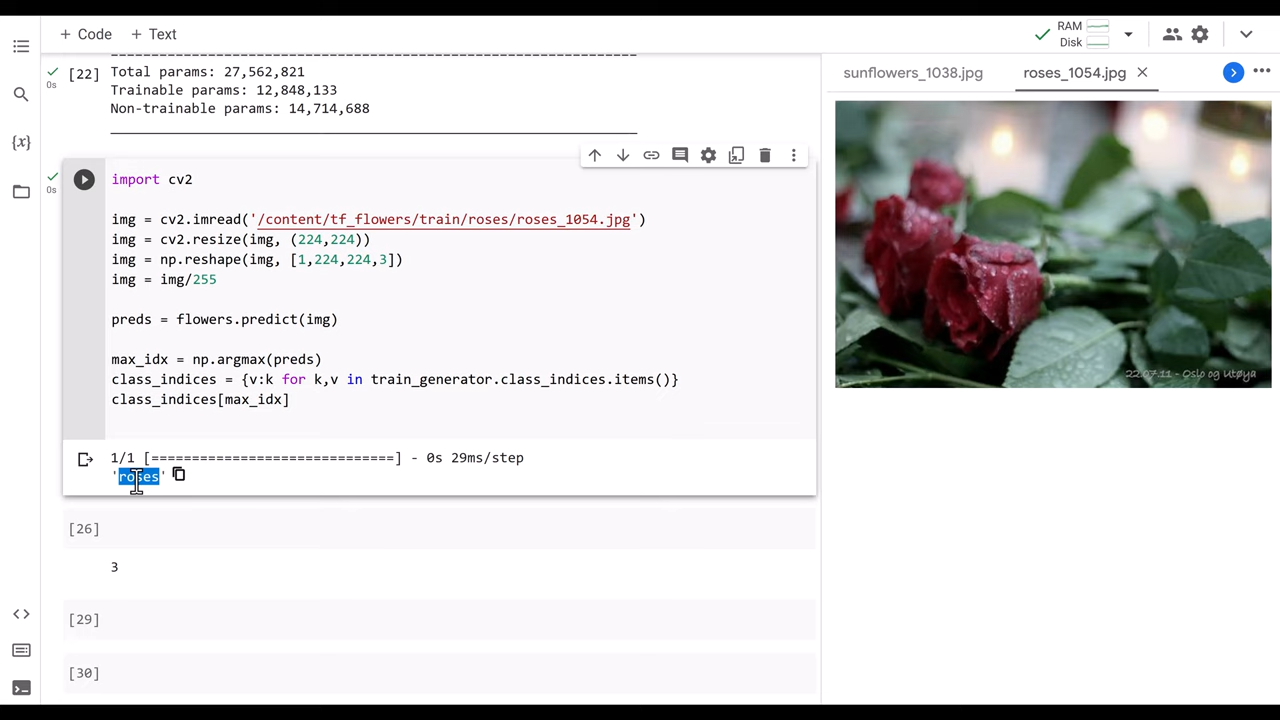 + Code + Text
RAM
Disk
[22]
0s
Total params: 27,562,821
Trainable params: 12,848,133
Non-trainable params: 14,714,688
0s
import cv2
img = cv2.imread('/content/tf_flowers/train/roses/roses_1054.jpg')
img = cv2.resize(img, (224,224))
img = np.reshape(img, [1,224,224,3])
img = img/255
preds = flowers.predict(img)
max_idx = np.argmax(preds)
class_indices = {v:k for k,v in train_generator.class_indices.items()}
class_indices[max_idx]
1/1 [==============================] - 0s 29ms/step
'roses'
[26]
3
[29]
[30]
{x}
sunflowers_1038.jpg
roses_1054.jpg
22.07.11 - Oslo og Utøya